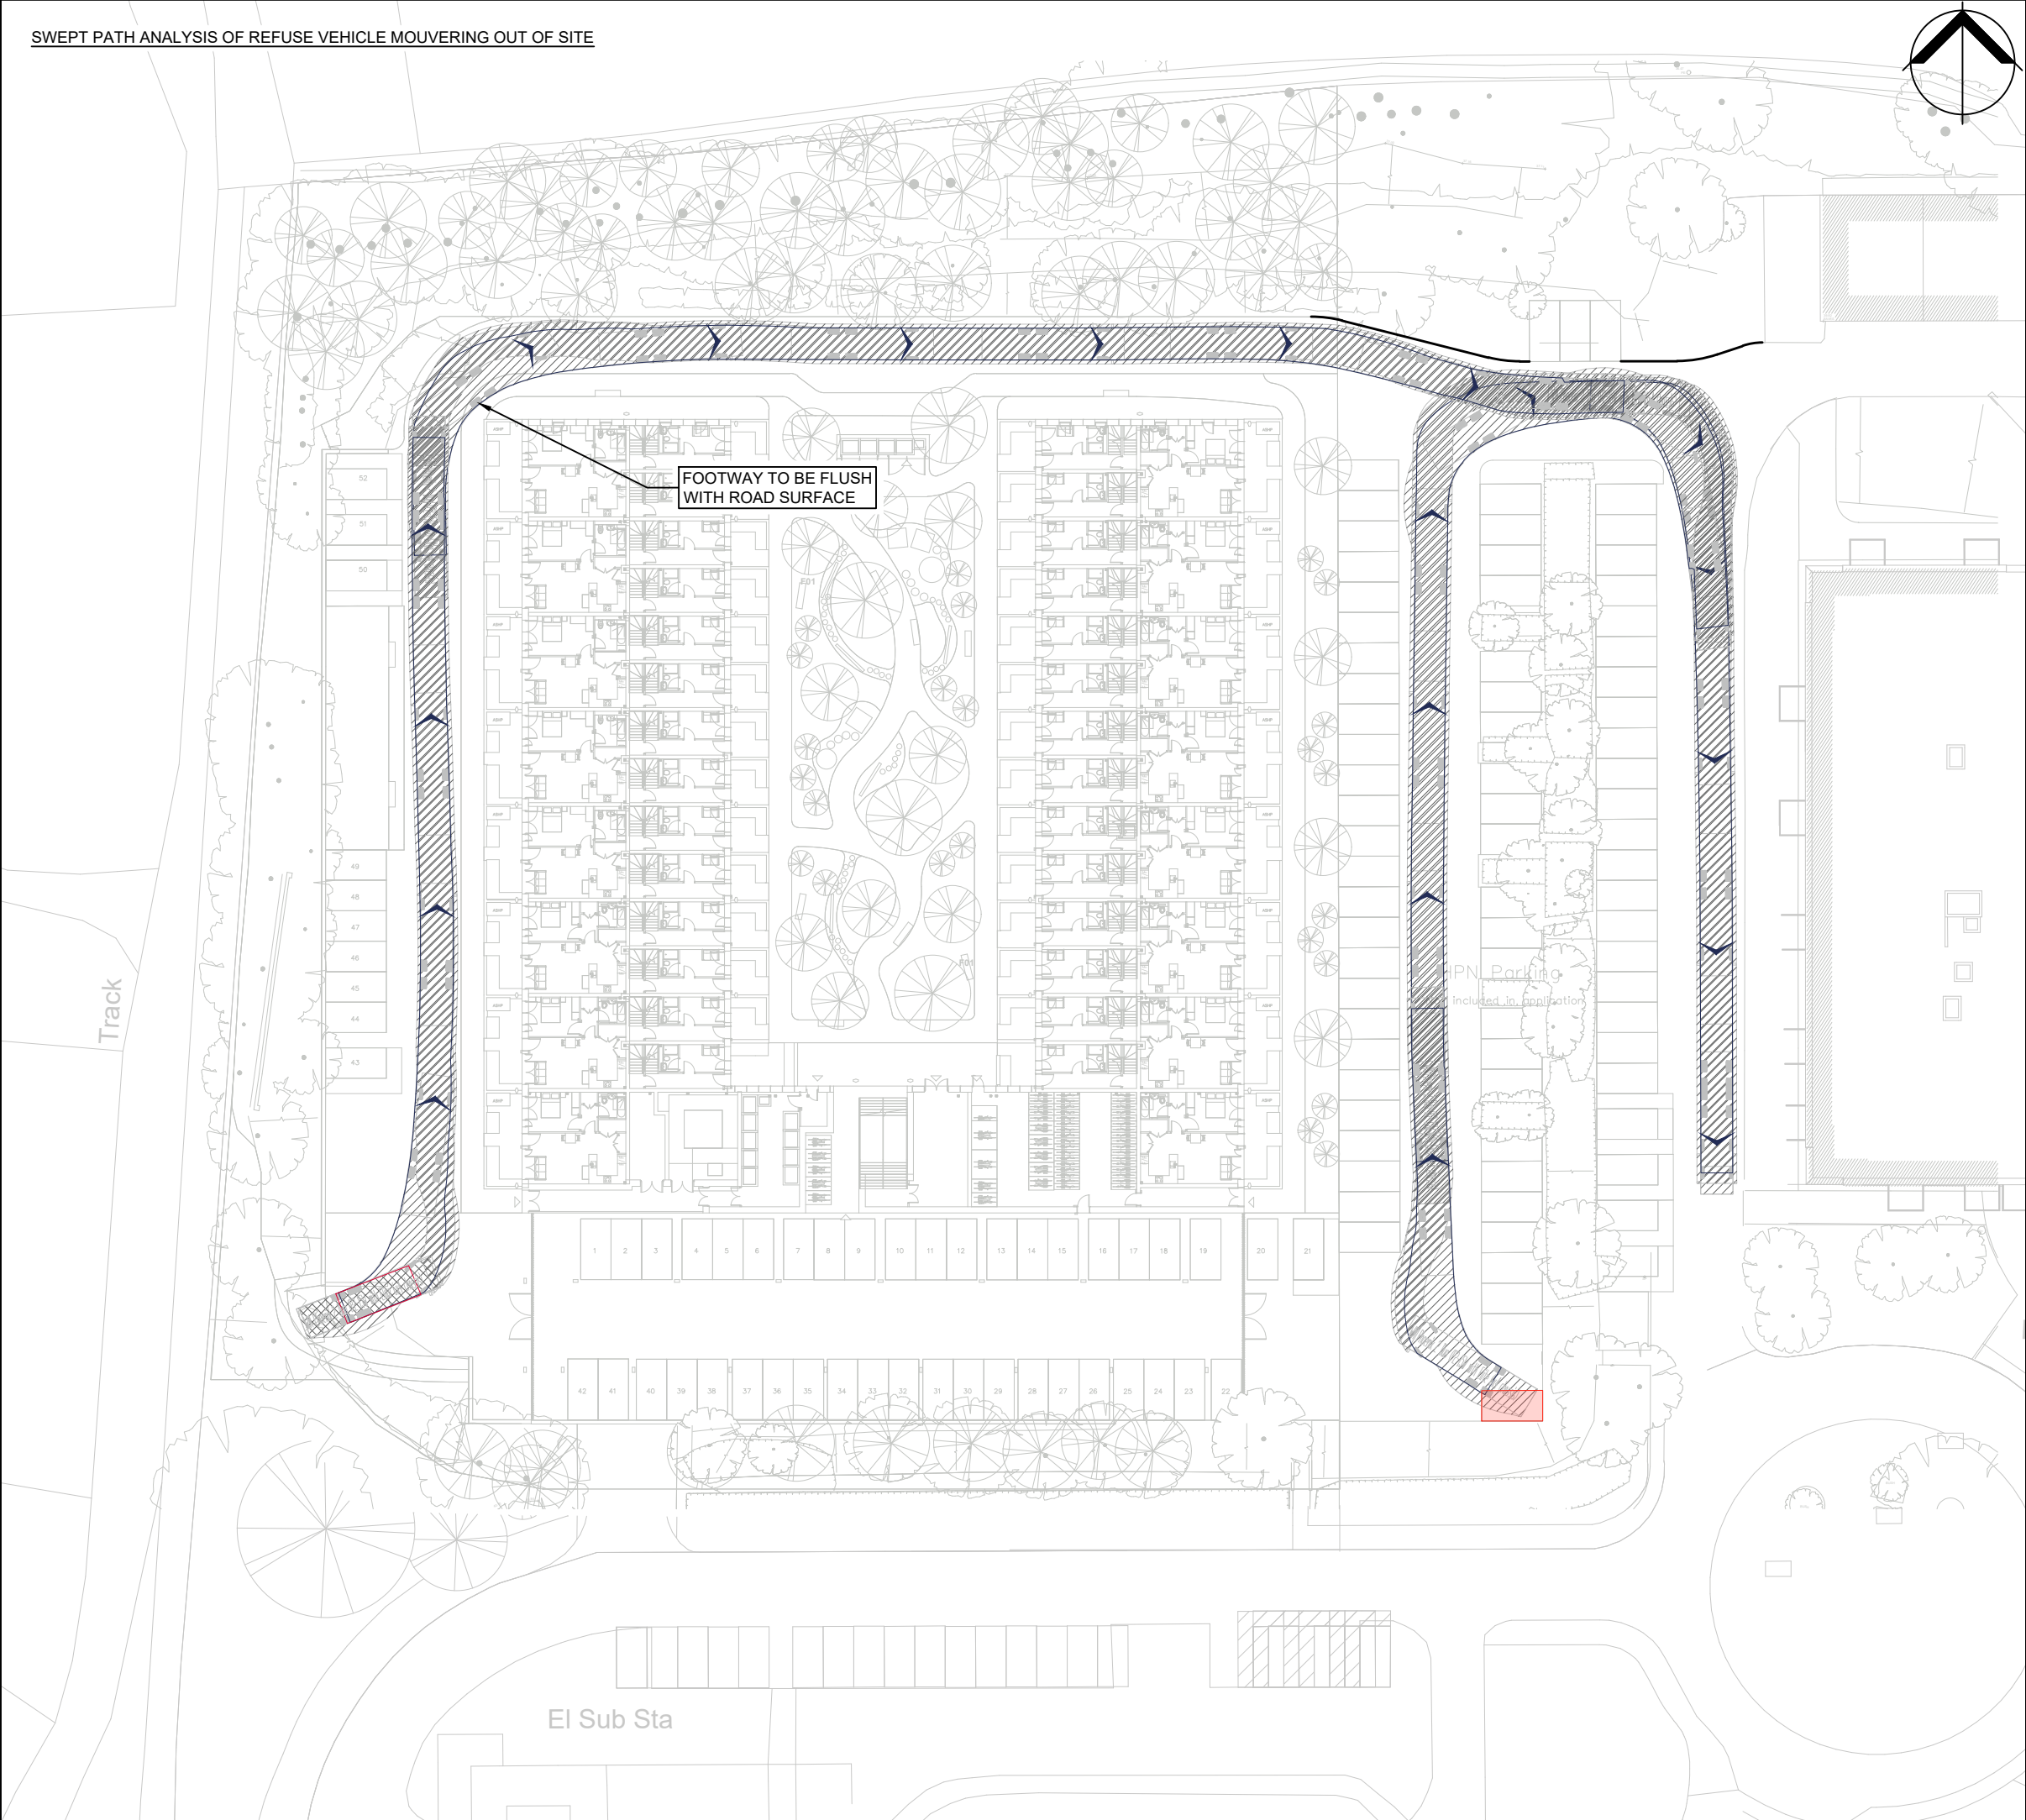 SWEPT PATH ANALYSIS OF REFUSE VEHICLE MOUVERING OUT OF SITE
FOOTWAY TO BE FLUSH
WITH ROAD SURFACE
52
51
50
49
48
47
46
45
44
43
Track
F01
F01
HPN Parking
included in application
1 2 3 4 5 6 7 8 9 10 11 12 13 14 15 16 17 18 19 20 21
42 41 40 39 38 37 36 35 34 33 32 31 30 29 28 27 26 25 24 23 22
El Sub Sta